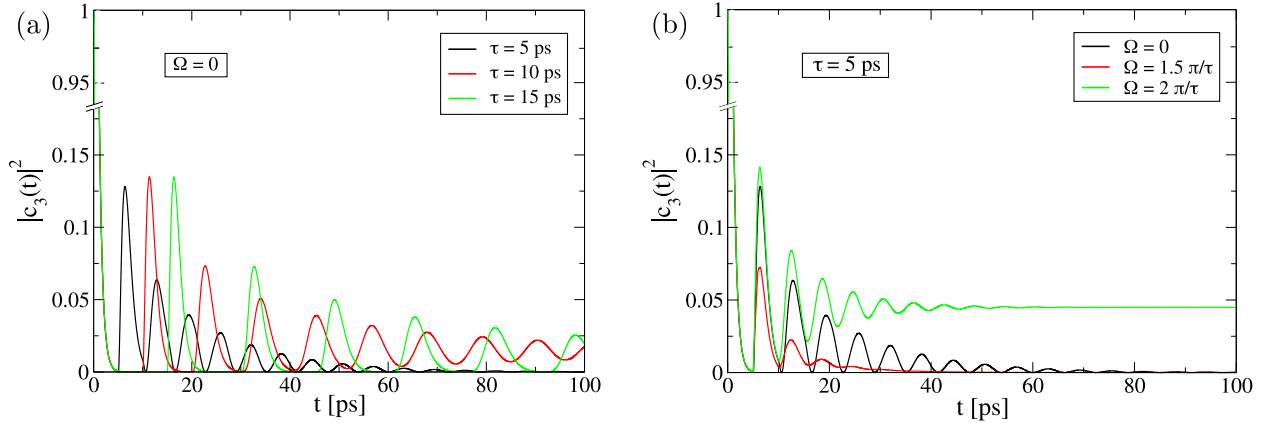 (a)
1
0.95
0.15
0.1
0.05
0
|c₃(t)|²
Ω = 0
τ = 5 ps
τ = 10 ps
τ = 15 ps
0 20 40 60 80 100
t [ps]
(b)
1
0.95
0.15
0.1
0.05
0
|c₃(t)|²
τ = 5 ps
Ω = 0
Ω = 1.5 π/τ
Ω = 2 π/τ
0 20 40 60 80 100
t [ps]